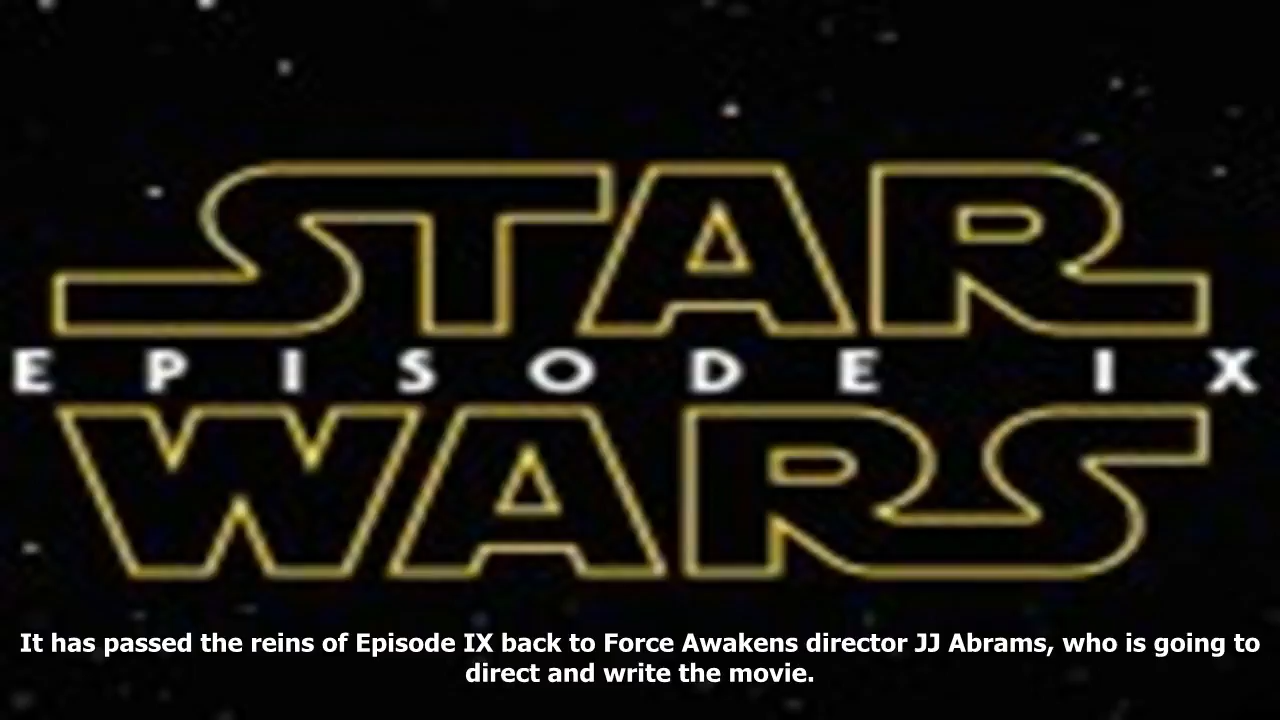 STAR
EPISODE IX
WARS
It has passed the reins of Episode IX back to Force Awakens director JJ Abrams, who is going to
direct and write the movie.